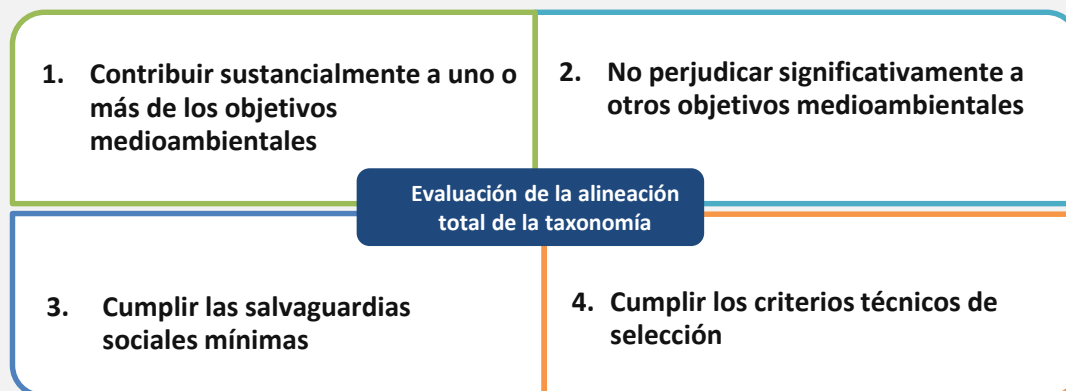 1. Contribuir sustancialmente a uno o
más de los objetivos
medioambientales
2. No perjudicar significativamente a
otros objetivos medioambientales
Evaluación de la alineación
total de la taxonomía
3. Cumplir las salvaguardias
sociales mínimas
4. Cumplir los criterios técnicos de
selección